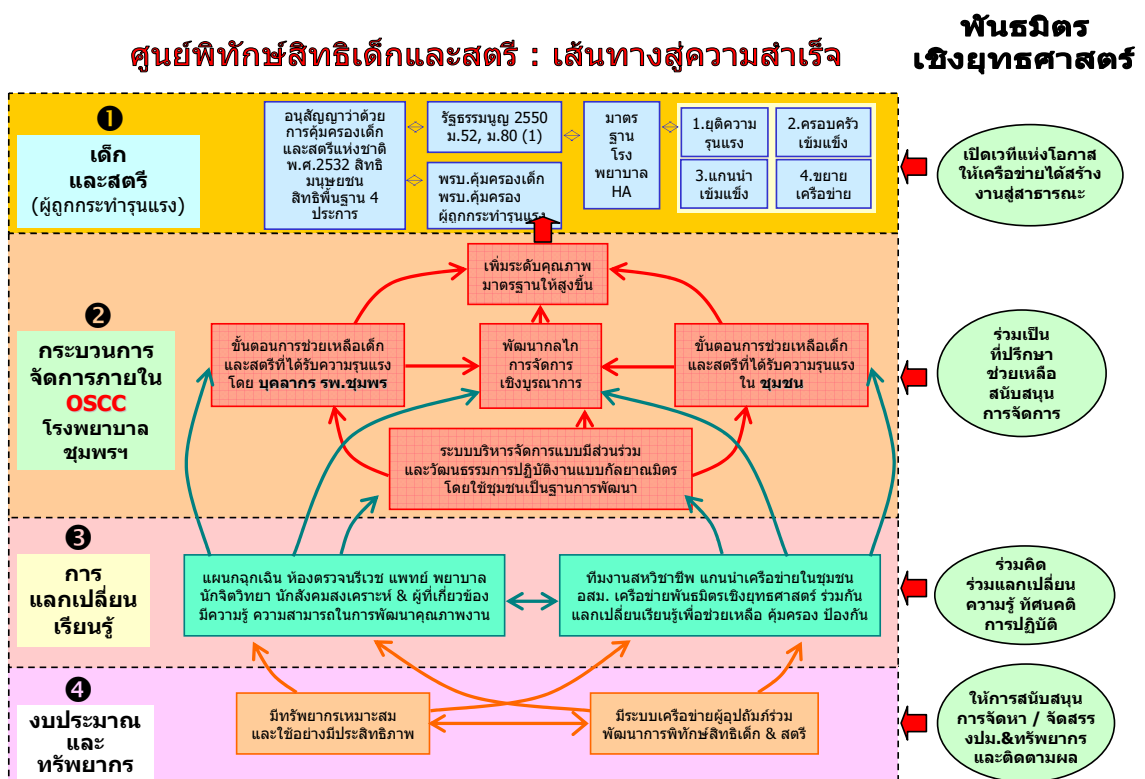 ศูนย์พิทักษ์สิทธิเด็กและสตรี : เส้นทางสู่ความสำเร็จ
พันธมิตร
เชิงยุทธศาสตร์
❶
เด็ก
และสตรี
(ผู้ถูกกระทำรุนแรง)
อนุสัญญาว่าด้วย
การคุ้มครองเด็ก
และสตรีแห่งชาติ
พ.ศ.2532 สิทธิ
มนุษยชน
สิทธิพื้นฐาน 4
ประการ
รัฐธรรมนูญ 2550
ม.52, ม.80 (1)
พรบ.คุ้มครองเด็ก
พรบ.คุ้มครอง
ผู้ถูกกระทำรุนแรง
มาตร
ฐาน
โรง
พยาบาล
HA
1.ยุติความ
รุนแรง
2.ครอบครัว
เข้มแข็ง
3.แกนนำ
เข้มแข็ง
4.ขยาย
เครือข่าย
เปิดเวทีแห่งโอกาส
ให้เครือข่ายได้สร้าง
งานสู่สาธารณะ
❷
กระบวนการ
จัดการภายใน
OSCC
โรงพยาบาล
ชุมพรฯ
เพิ่มระดับคุณภาพ
มาตรฐานให้สูงขึ้น
ขั้นตอนการช่วยเหลือเด็ก
และสตรีที่ได้รับความรุนแรง
โดย บุคลากร รพ.ชุมพร
พัฒนากลไก
การจัดการ
เชิงบูรณาการ
ขั้นตอนการช่วยเหลือเด็ก
และสตรีที่ได้รับความรุนแรง
ใน ชุมชน
ระบบบริหารจัดการแบบมีส่วนร่วม
และวัฒนธรรมการปฏิบัติงานแบบกัลยาณมิตร
โดยใช้ชุมชนเป็นฐานการพัฒนา
ร่วมเป็น
ที่ปรึกษา
ช่วยเหลือ
สนับสนุน
การจัดการ
❸
การ
แลกเปลี่ยน
เรียนรู้
แผนกฉุกเฉิน ห้องตรวจนรีเวช แพทย์ พยาบาล
นักจิตวิทยา นักสังคมสงเคราะห์ & ผู้ที่เกี่ยวข้อง
มีความรู้ ความสามารถในการพัฒนาคุณภาพงาน
ทีมงานสหวิชาชีพ แกนนำเครือข่ายในชุมชน
อสม. เครือข่ายพันธมิตรเชิงยุทธศาสตร์ ร่วมกัน
แลกเปลี่ยนเรียนรู้เพื่อช่วยเหลือ คุ้มครอง ป้องกัน
ร่วมคิด
ร่วมแลกเปลี่ยน
ความรู้ ทัศนคติ
การปฏิบัติ
❹
งบประมาณ
และ
ทรัพยากร
มีทรัพยากรเหมาะสม
และใช้อย่างมีประสิทธิภาพ
มีระบบเครือข่ายผู้อุปถัมภ์ร่วม
พัฒนาการพิทักษ์สิทธิเด็ก & สตรี
ให้การสนับสนุน
การจัดหา / จัดสรร
งปม.&ทรัพยากร
และติดตามผล